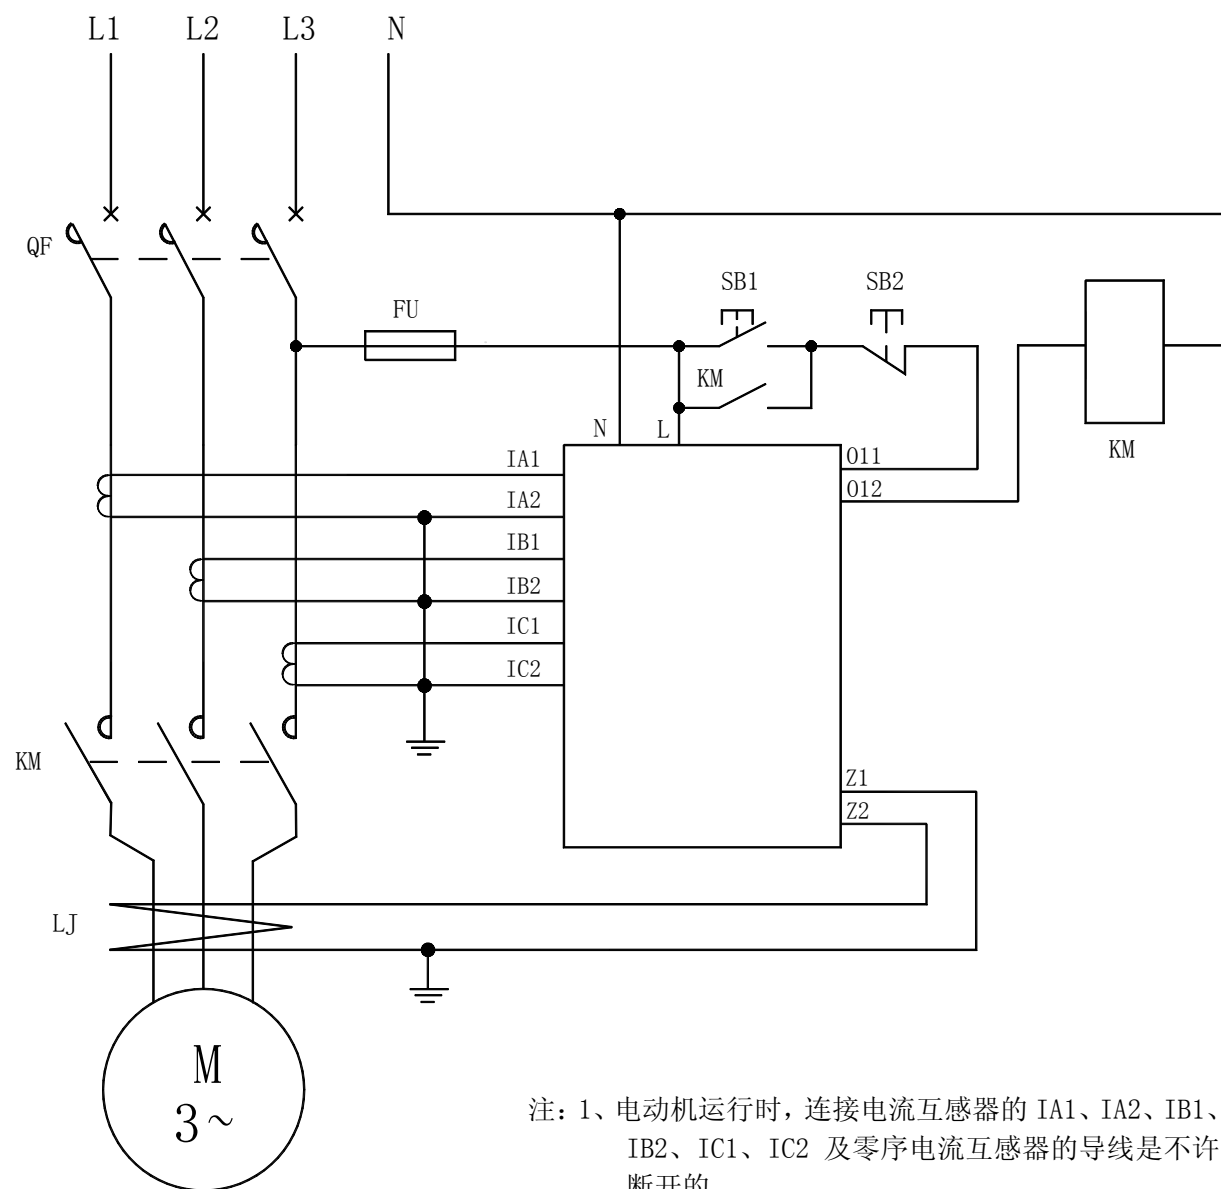 L1 L2 L3 N
QF
FU
SB1 SB2
KM
KM
N L
IA1
IA2
IB1
IB2
IC1
IC2
O11
O12
KM
Z1
Z2
LJ
M
3~
注：1、电动机运行时，连接电流互感器的 IA1、IA2、IB1、
IB2、IC1、IC2 及零序电流互感器的导线是不许
断开的